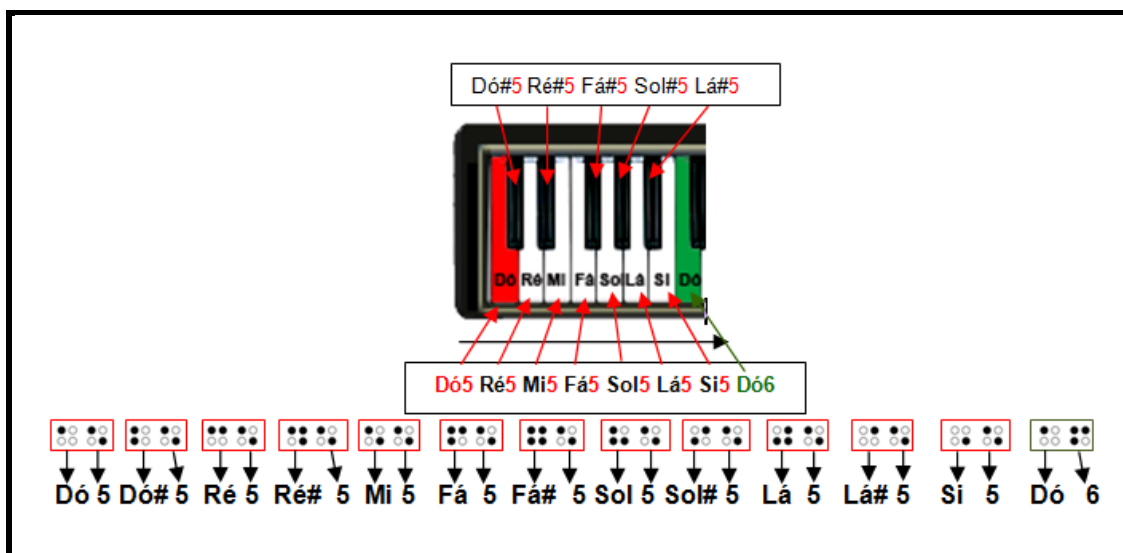 Dó#5 Ré#5 Fá#5 Sol#5 Lá#5
Dó Ré MI Fá Sol Lá SI Dó
Dó5 Ré5 Mi5 Fá5 Sol5 Lá5 Si5 Dó6
Dó 5 Dó# 5 Ré 5 Ré# 5 Mi 5 Fá 5 Fá# 5 Sol 5 Sol# 5 Lá 5 Lá# 5 Si 5 Dó 6